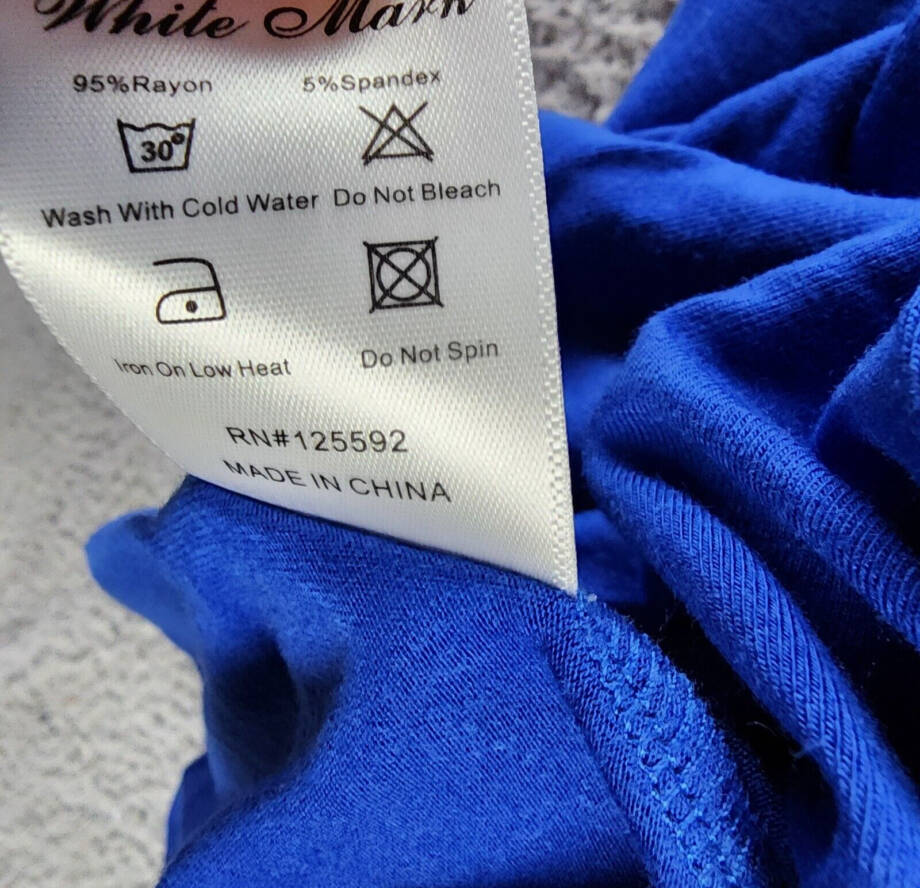 White Mark
95%Rayon 5%Spandex
30°
Wash With Cold Water Do Not Bleach
Iron On Low Heat Do Not Spin
RN#125592
MADE IN CHINA